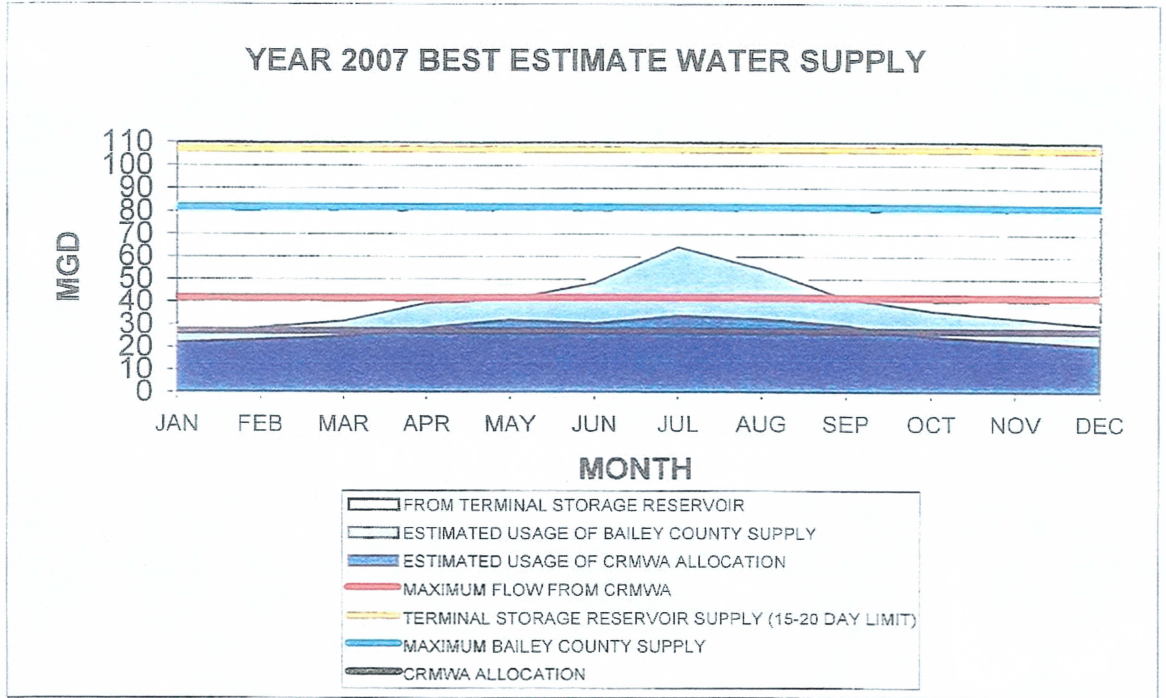 YEAR 2007 BEST ESTIMATE WATER SUPPLY
110
100
90
80
70
60
50
40
30
20
10
0
MGD
JAN FEB MAR APR MAY JUN JUL AUG SEP OCT NOV DEC
MONTH
FROM TERMINAL STORAGE RESERVOIR
ESTIMATED USAGE OF BAILEY COUNTY SUPPLY
ESTIMATED USAGE OF CRMWA ALLOCATION
MAXIMUM FLOW FROM CRMWA
TERMINAL STORAGE RESERVOIR SUPPLY (15-20 DAY LIMIT)
MAXIMUM BAILEY COUNTY SUPPLY
CRMWA ALLOCATION